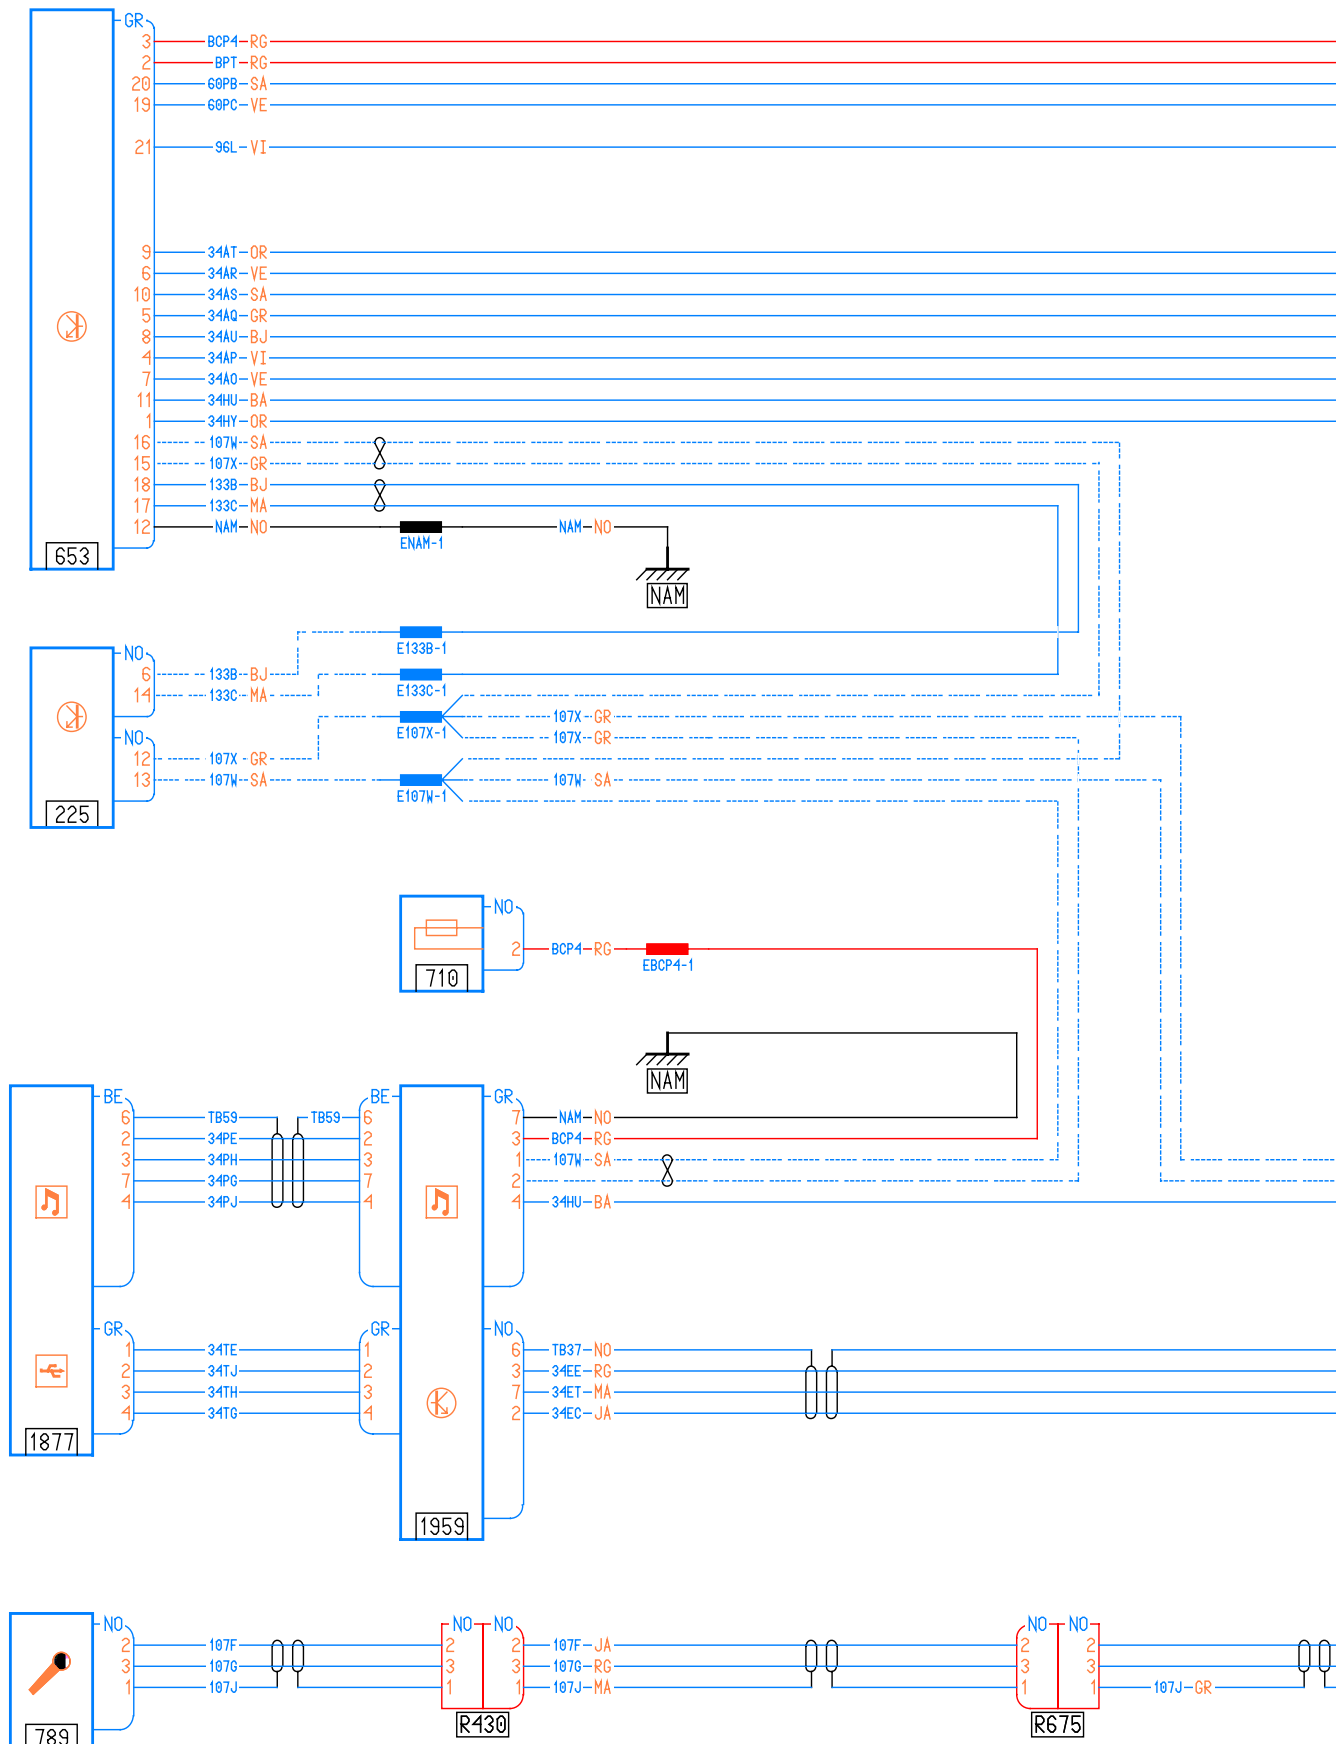 GR
3 BCP4 RG
2 BPT RG
20 60PB SA
19 60PC VE
21 96L VI
9 34AT OR
6 34AR VE
10 34AS SA
5 34AQ GR
8 34AU BJ
4 34AP VI
7 34AO VE
11 34HU BA
1 34HY OR
16 107W SA
15 107X GR
18 133B BJ
17 133C MA
12 NAM NO NAM NO
ENAM-1
653
NAM
NO
E133B-1
6 133B BJ
14 133C MA
E133C-1
107X GR
E107X-1
NO
107X GR
12 107X GR
13 107W SA 107W SA
E107W-1
225
NO
2 BCP4 RG
EBCP4-1
710
NAM
BE BE GR
6 TB59 TB59 6 7 NAM NO
2 34PE 2 3 BCP4 RG
3 34PH 3 1 107W SA
7 34PG 7 2
4 34PJ 4 4 34HU BA
GR GR NO
1 34TE 1 6 TB37 NO
2 34TJ 2 3 34EE RG
3 34TH 3 7 34ET MA
4 34TG 4 2 34EC JA
1877
1959
NO NO NO NO NO
2 107F 2 2 107F JA 2 2
3 107G 3 3 107G RG 3 3
1 107J 1 1 107J MA 1 1 107J GR
R430 R675
789